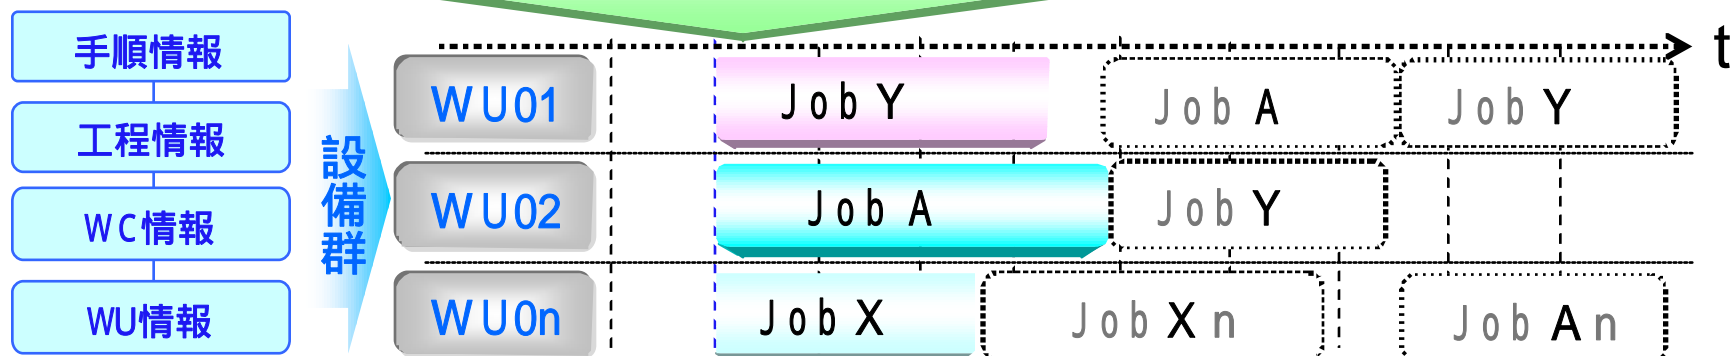 手順情報
工程情報
WC情報
WU情報
設備群
t
WU01
Job Y
Job A
Job Y
WU02
Job A
Job Y
WU0n
Job X
Job Xn
Job An